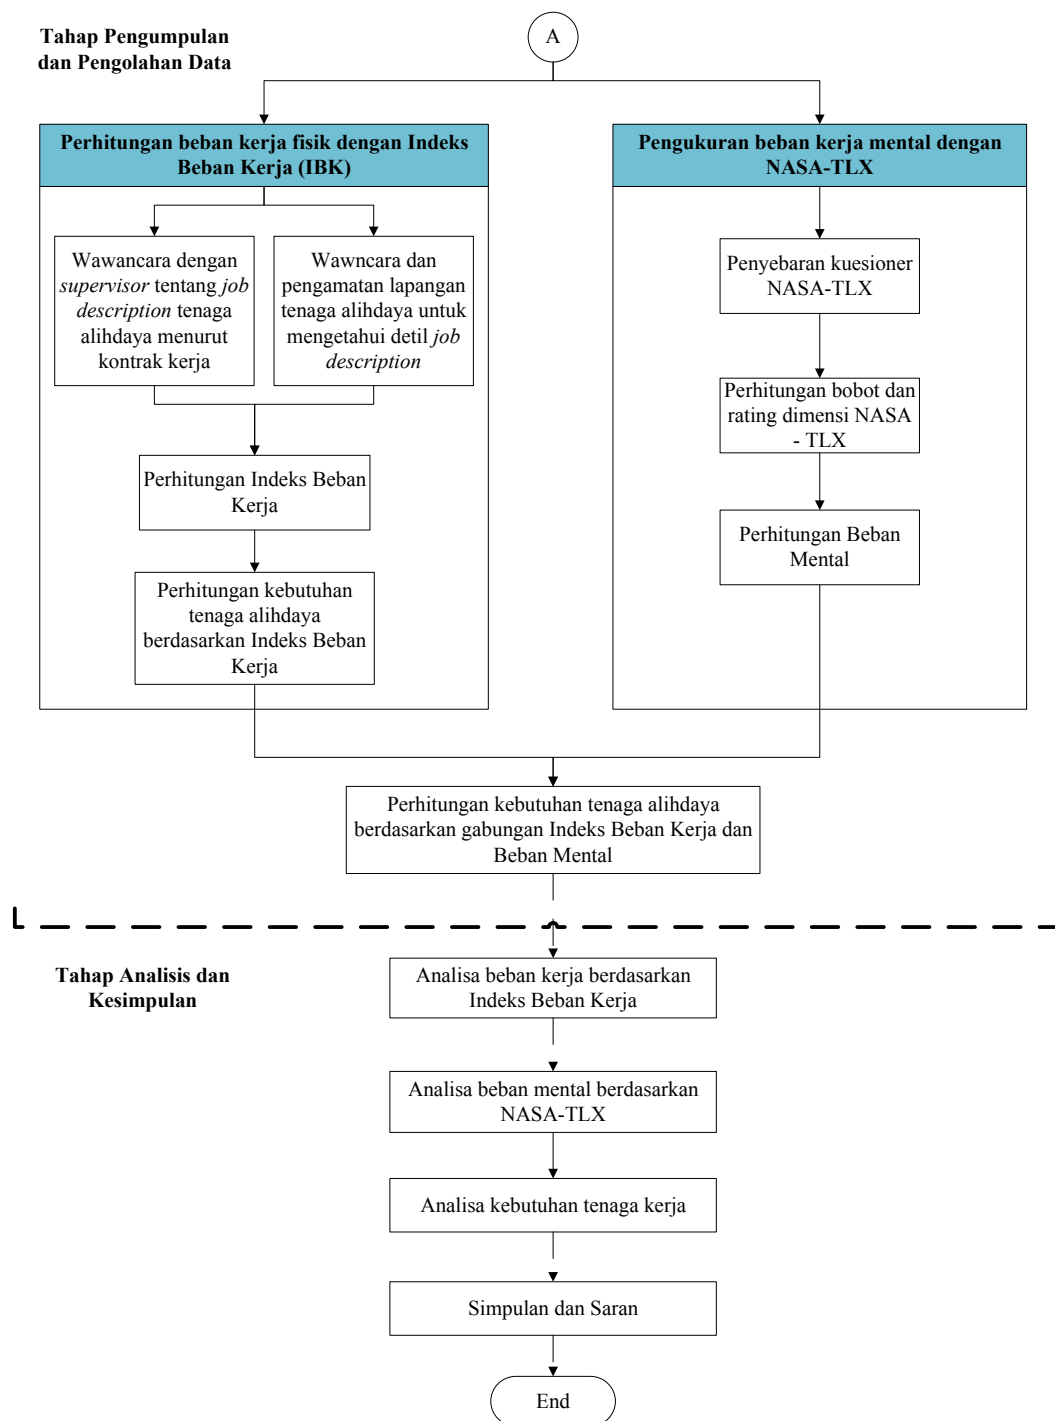 Tahap Pengumpulan
dan Pengolahan Data
A
Perhitungan beban kerja fisik dengan Indeks
Beban Kerja (IBK)
Wawancara dengan
supervisor tentang job
description tenaga
alihdaya menurut
kontrak kerja
Wawncara dan
pengamatan lapangan
tenaga alihdaya untuk
mengetahui detil job
description
Perhitungan Indeks Beban
Kerja
Perhitungan kebutuhan
tenaga alihdaya
berdasarkan Indeks Beban
Kerja
Pengukuran beban kerja mental dengan
NASA-TLX
Penyebaran kuesioner
NASA-TLX
Perhitungan bobot dan
rating dimensi NASA
- TLX
Perhitungan Beban
Mental
Perhitungan kebutuhan tenaga alihdaya
berdasarkan gabungan Indeks Beban Kerja dan
Beban Mental
Tahap Analisis dan
Kesimpulan
Analisa beban kerja berdasarkan
Indeks Beban Kerja
Analisa beban mental berdasarkan
NASA-TLX
Analisa kebutuhan tenaga kerja
Simpulan dan Saran
End